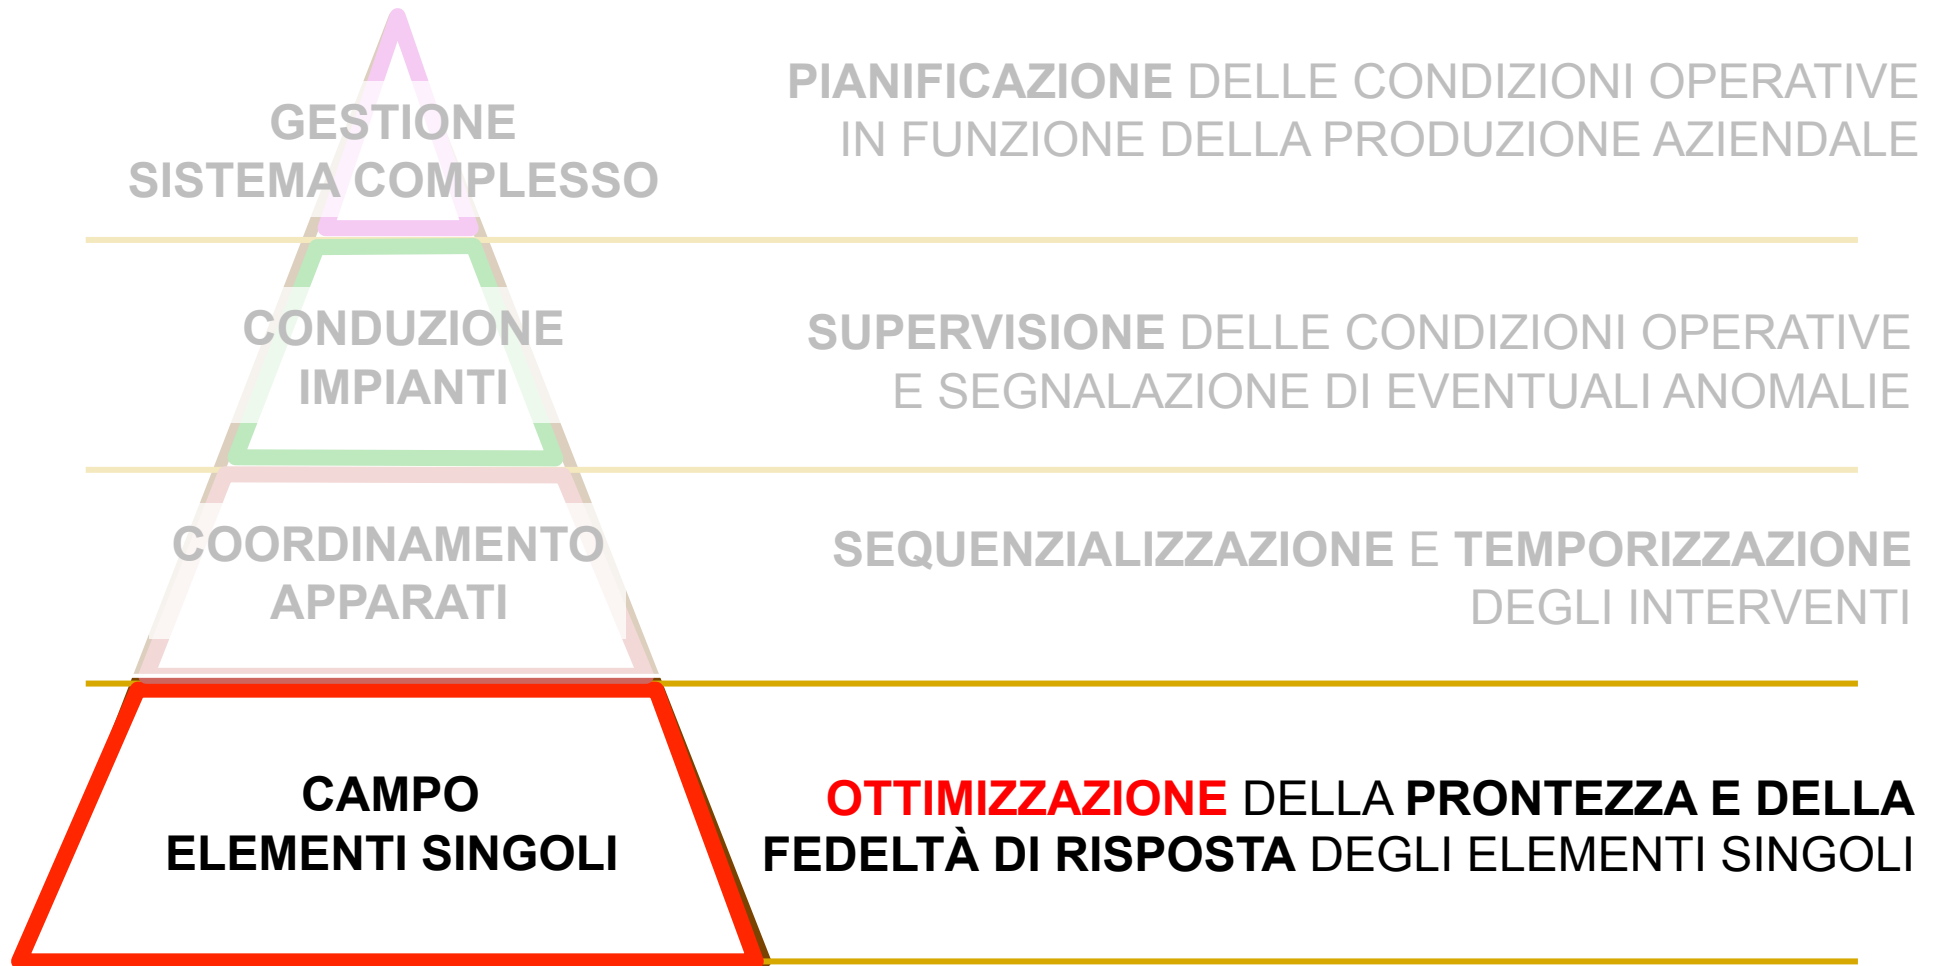 GESTIONE
SISTEMA COMPLESSO
PIANIFICAZIONE DELLE CONDIZIONI OPERATIVE
IN FUNZIONE DELLA PRODUZIONE AZIENDALE
CONDUZIONE
IMPIANTI
SUPERVISIONE DELLE CONDIZIONI OPERATIVE
E SEGNALAZIONE DI EVENTUALI ANOMALIE
COORDINAMENTO
APPARATI
SEQUENZIALIZZAZIONE E TEMPORIZZAZIONE
DEGLI INTERVENTI
CAMPO
ELEMENTI SINGOLI
OTTIMIZZAZIONE DELLA PRONTEZZA E DELLA
FEDELTÀ DI RISPOSTA DEGLI ELEMENTI SINGOLI